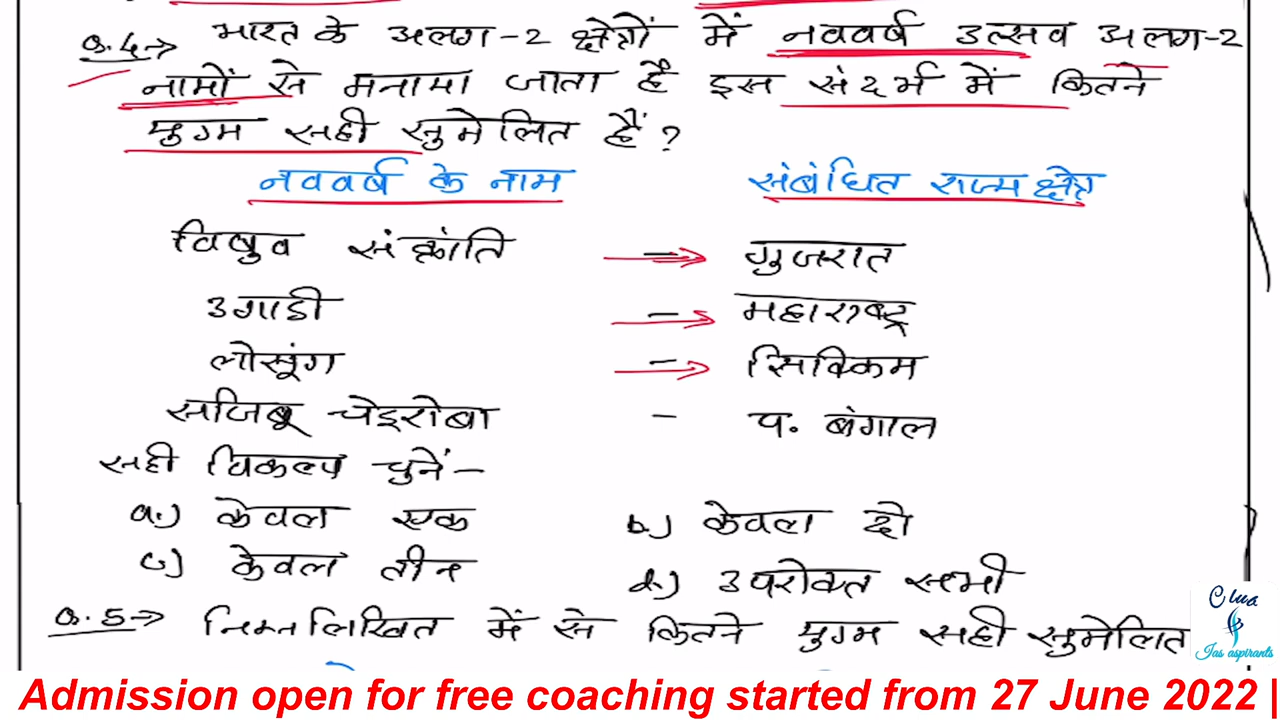 Q.4→ भारत के अलग-2 क्षेत्रों में नववर्ष उत्सव अलग-2
नामों से मनाया जाता है इस संदर्भ में कितने
युग्म सही सुमेलित हैं?
नववर्ष के नाम संबंधित राज्य क्षेत्र
विषुव संक्रांति - गुजरात
उगाडी - महाराष्ट्र
लोसूंग - सिक्किम
सजिबू चेइरोबा - प. बंगाल
सही विकल्प चुनें-
a.) केवल एक b.) केवल दो
c.) केवल तीन d.) उपरोक्त सभी
Q.5→ निम्नलिखित में से कितने युग्म सही सुमेलित
Ias aspirants
Admission open for free coaching started from 27 June 2022 |